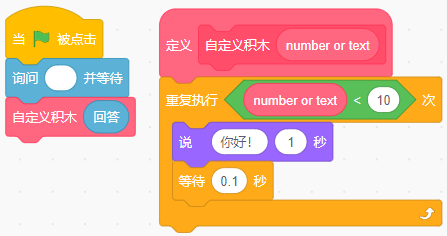 当 被点击
询问 并等待
自定义积木 回答
定义 自定义积木 number or text
重复执行 number or text < 10 次
说 你好！ 1 秒
等待 0.1 秒